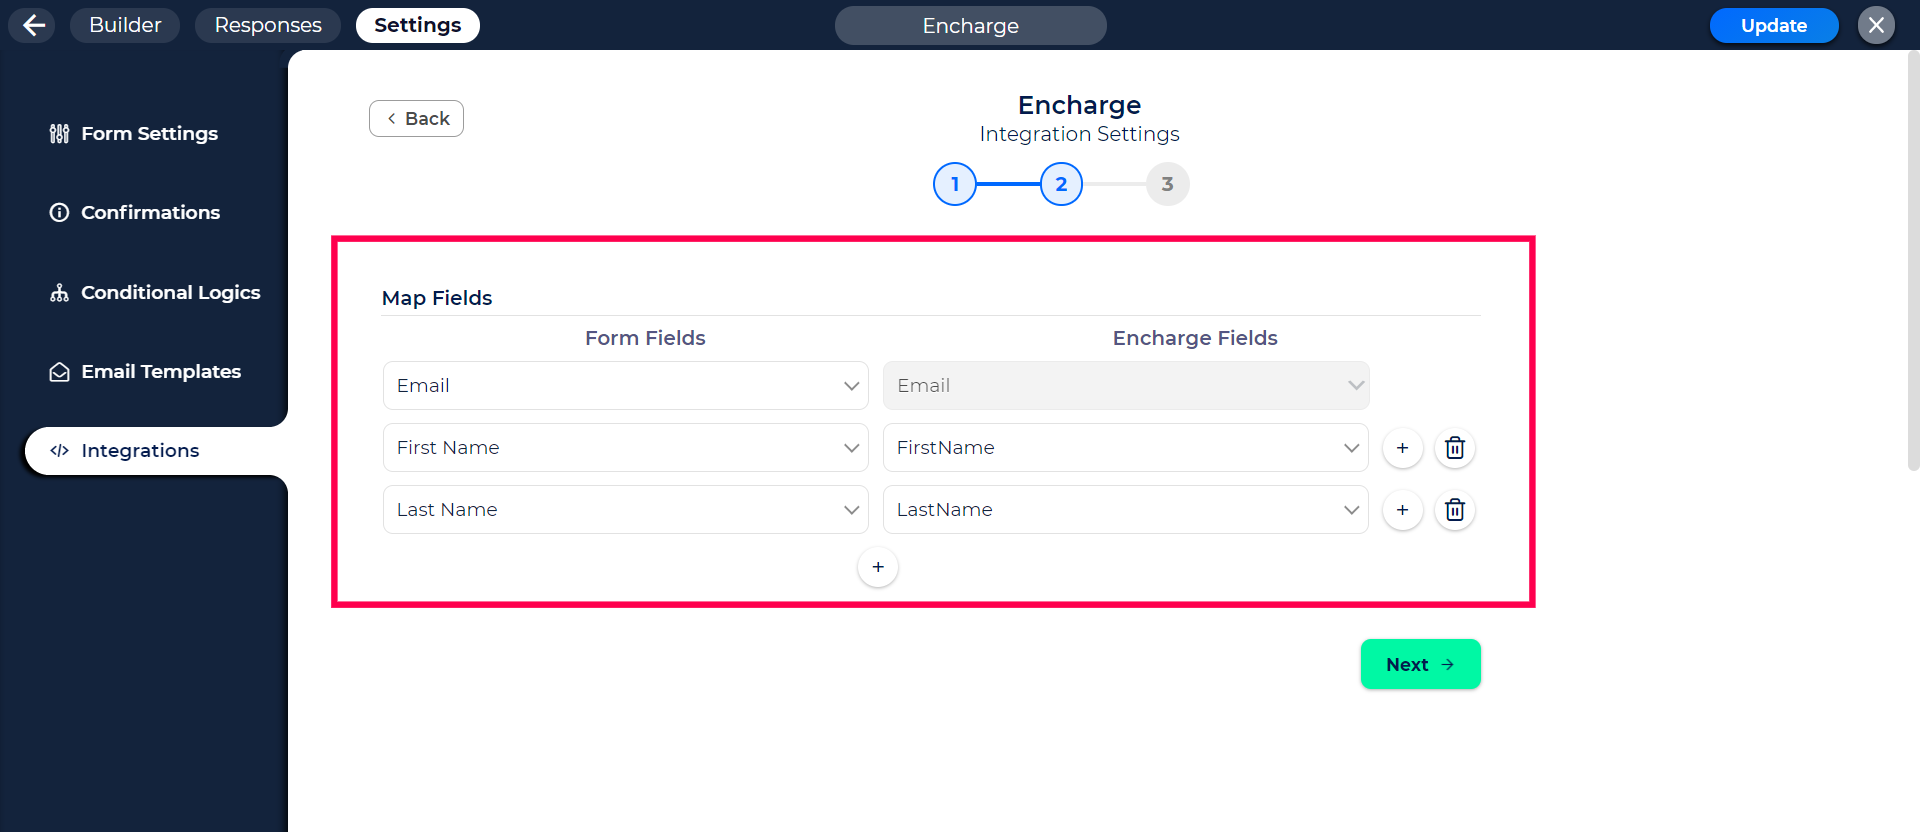 Builder
Responses
Settings
Encharge
Update
Form Settings
Confirmations
Conditional Logics
Email Templates
Integrations
Back
Encharge
Integration Settings
1
2
3
Map Fields
Form Fields
Encharge Fields
Email
Email
First Name
FirstName
+
Last Name
LastName
+
+
Next →